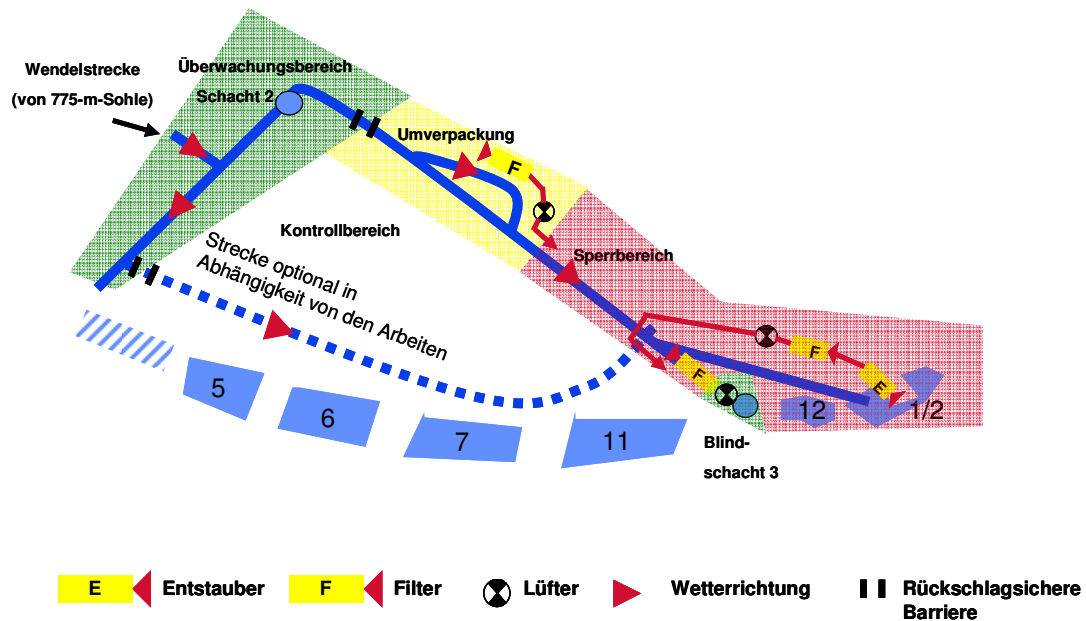 Wendelstrecke
(von 775-m-Sohle)
Überwachungsbereich
Schacht 2
Umverpackung
F
Kontrollbereich
Sperrbereich
Strecke optional in
Abhängigkeit von den Arbeiten
F
E
F
5
6
7
11
12
1/2
Blind-
schacht 3
E
Entstauber
F
Filter
Lüfter
Wetterrichtung
Rückschlagsichere
Barriere